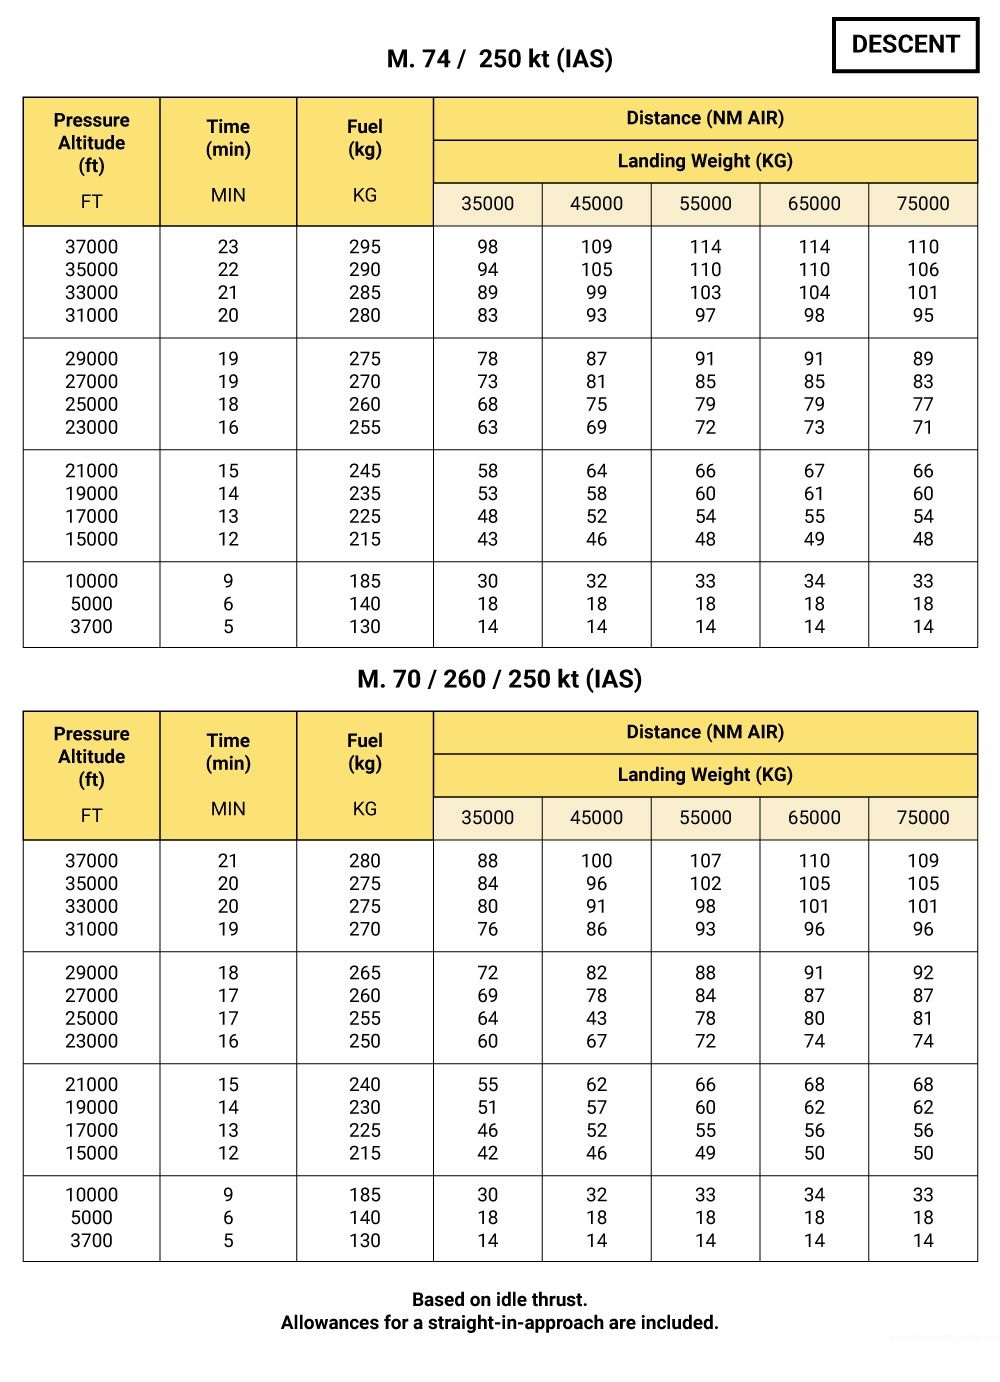 DESCENT
M. 74 / 250 kt (IAS)
Pressure Altitude (ft) FT Time (min) MIN Fuel (kg) KG Distance (NM AIR)
Landing Weight (KG)
35000 45000 55000 65000 75000
37000 23 295 98 109 114 114 110
35000 22 290 94 105 110 110 106
33000 21 285 89 99 103 104 101
31000 20 280 83 93 97 98 95
29000 19 275 78 87 91 91 89
27000 19 270 73 81 85 85 83
25000 18 260 68 75 79 79 77
23000 16 255 63 69 72 73 71
21000 15 245 58 64 66 67 66
19000 14 235 53 58 60 61 60
17000 13 225 48 52 54 55 54
15000 12 215 43 46 48 49 48
10000 9 185 30 32 33 34 33
5000 6 140 18 18 18 18 18
3700 5 130 14 14 14 14 14
M. 70 / 260 / 250 kt (IAS)
Pressure Altitude (ft) FT Time (min) MIN Fuel (kg) KG Distance (NM AIR)
Landing Weight (KG)
35000 45000 55000 65000 75000
37000 21 280 88 100 107 110 109
35000 20 275 84 96 102 105 105
33000 20 275 80 91 98 101 101
31000 19 270 76 86 93 96 96
29000 18 265 72 82 88 91 92
27000 17 260 69 78 84 87 87
25000 17 255 64 43 78 80 81
23000 16 250 60 67 72 74 74
21000 15 240 55 62 66 68 68
19000 14 230 51 57 60 62 62
17000 13 225 46 52 55 56 56
15000 12 215 42 46 49 50 50
10000 9 185 30 32 33 34 33
5000 6 140 18 18 18 18 18
3700 5 130 14 14 14 14 14
Based on idle thrust.
Allowances for a straight-in-approach are included.